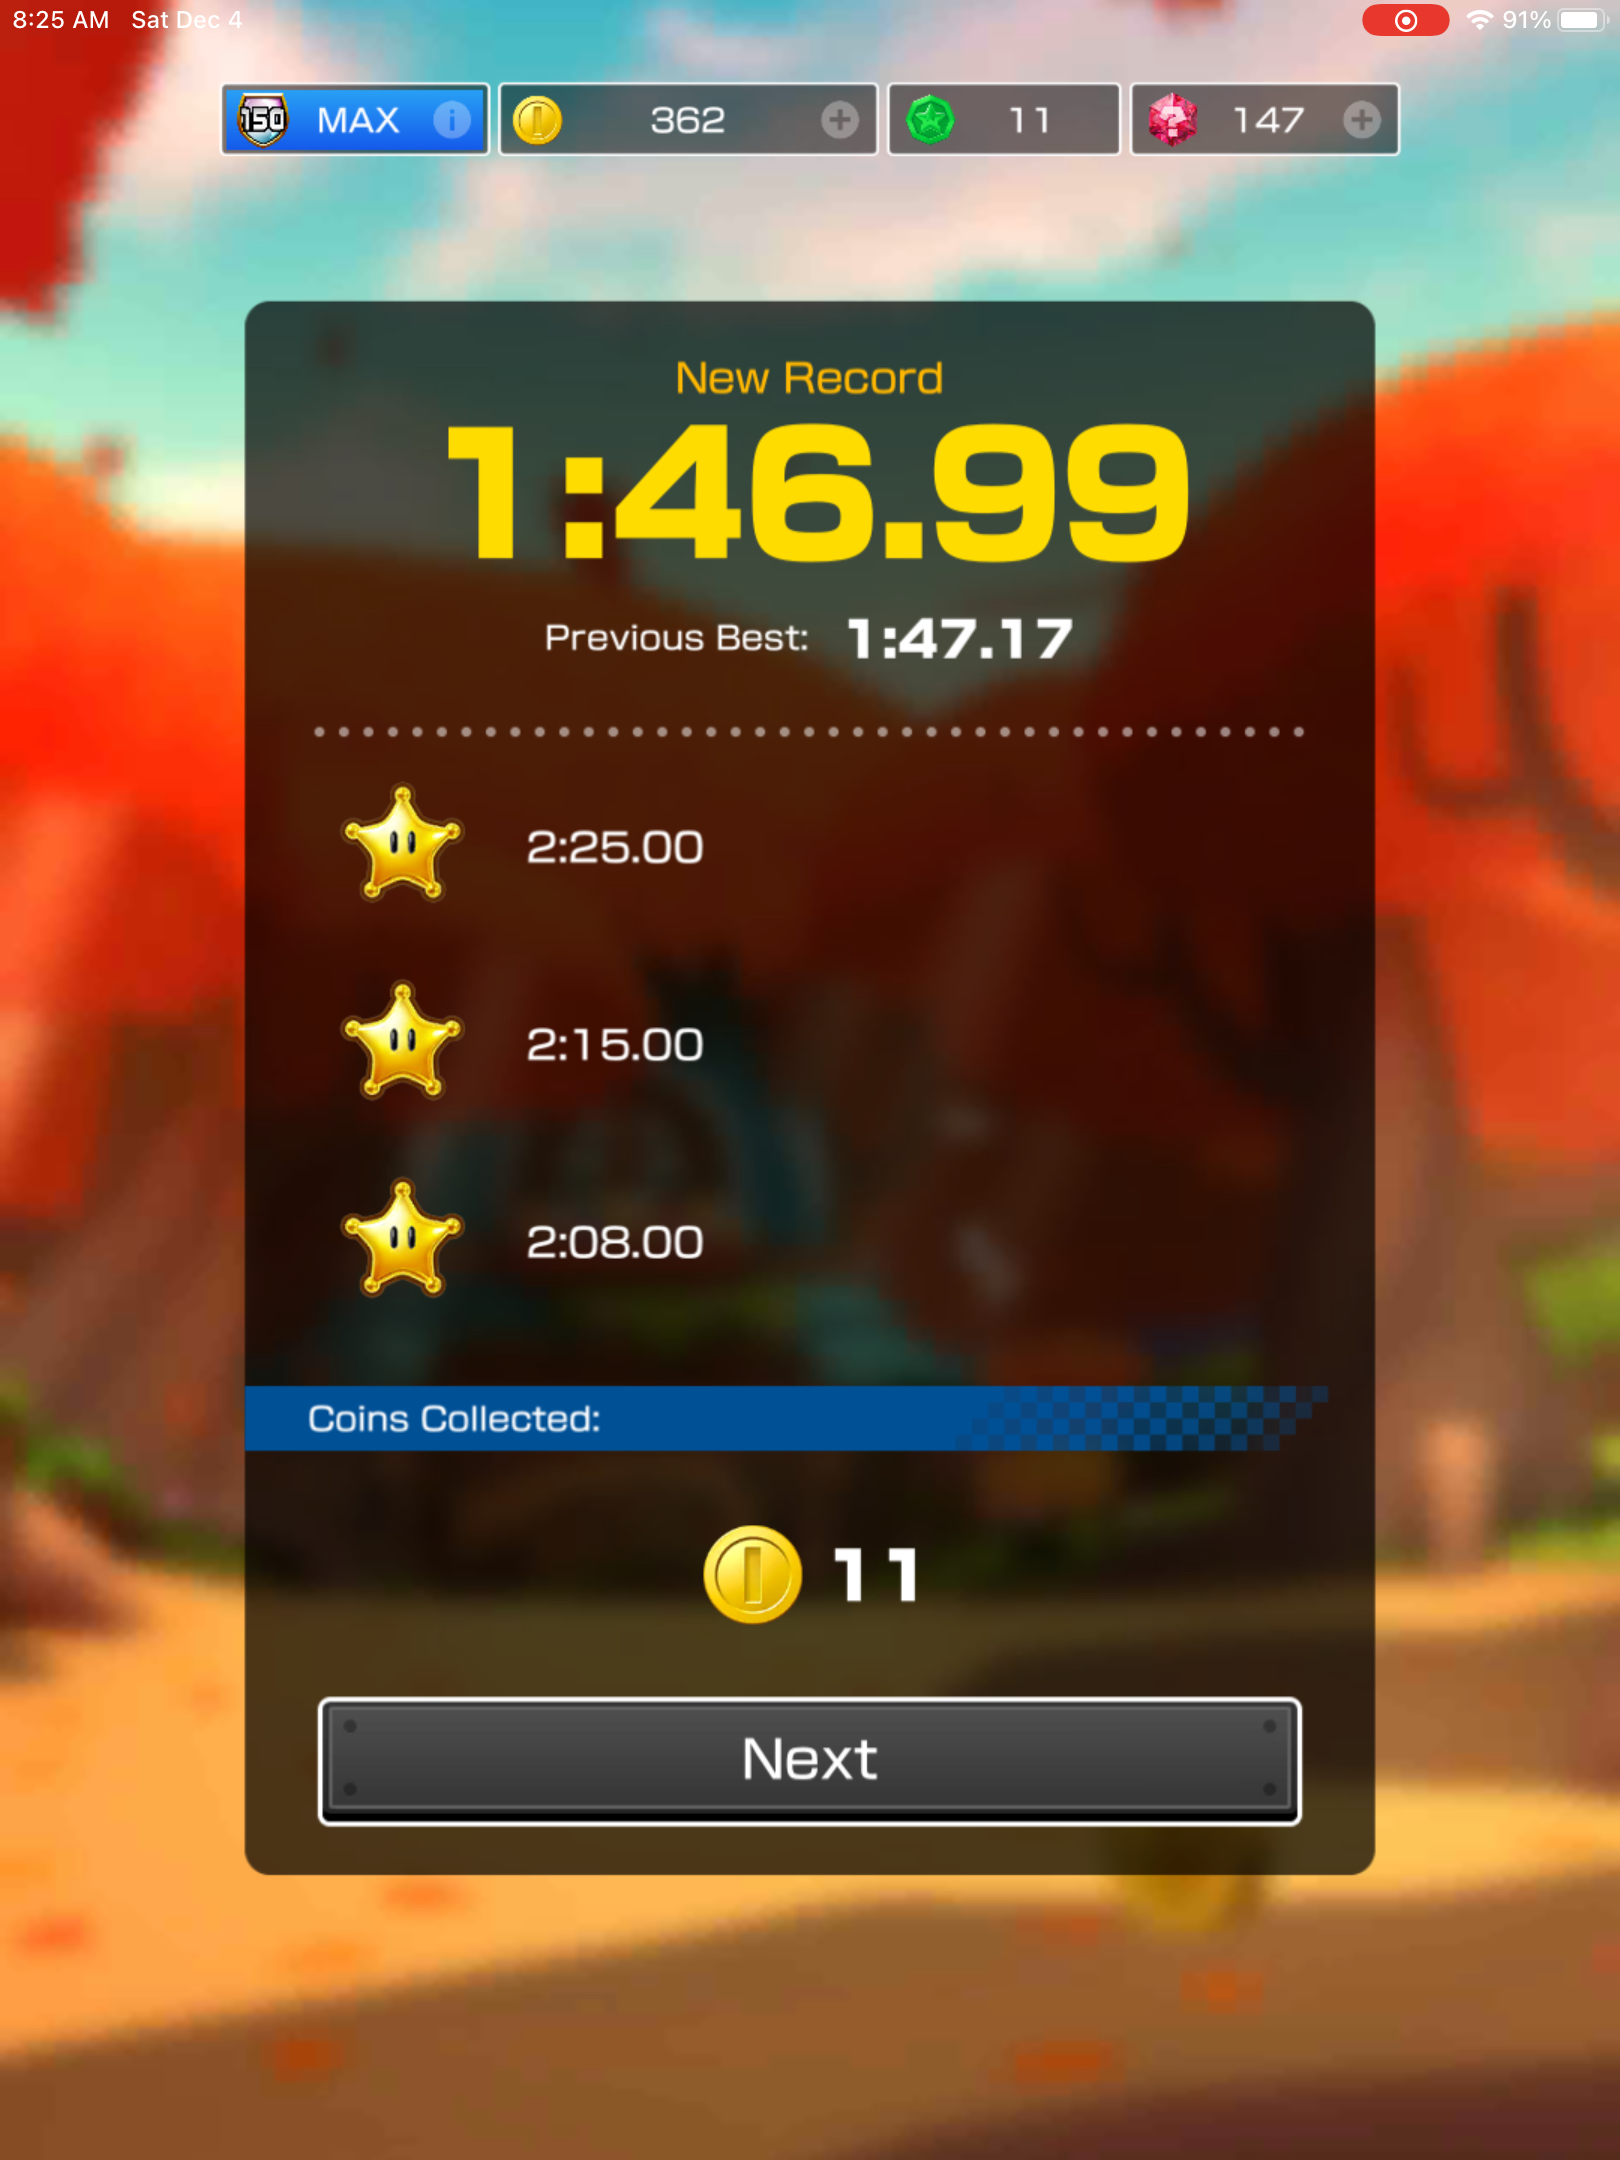 8:25 AM Sat Dec 4 91%
150 MAX i 362 + 11 ? 147 +
New Record
1:46.99
Previous Best: 1:47.17
2:25.00
2:15.00
2:08.00
Coins Collected:
11
Next